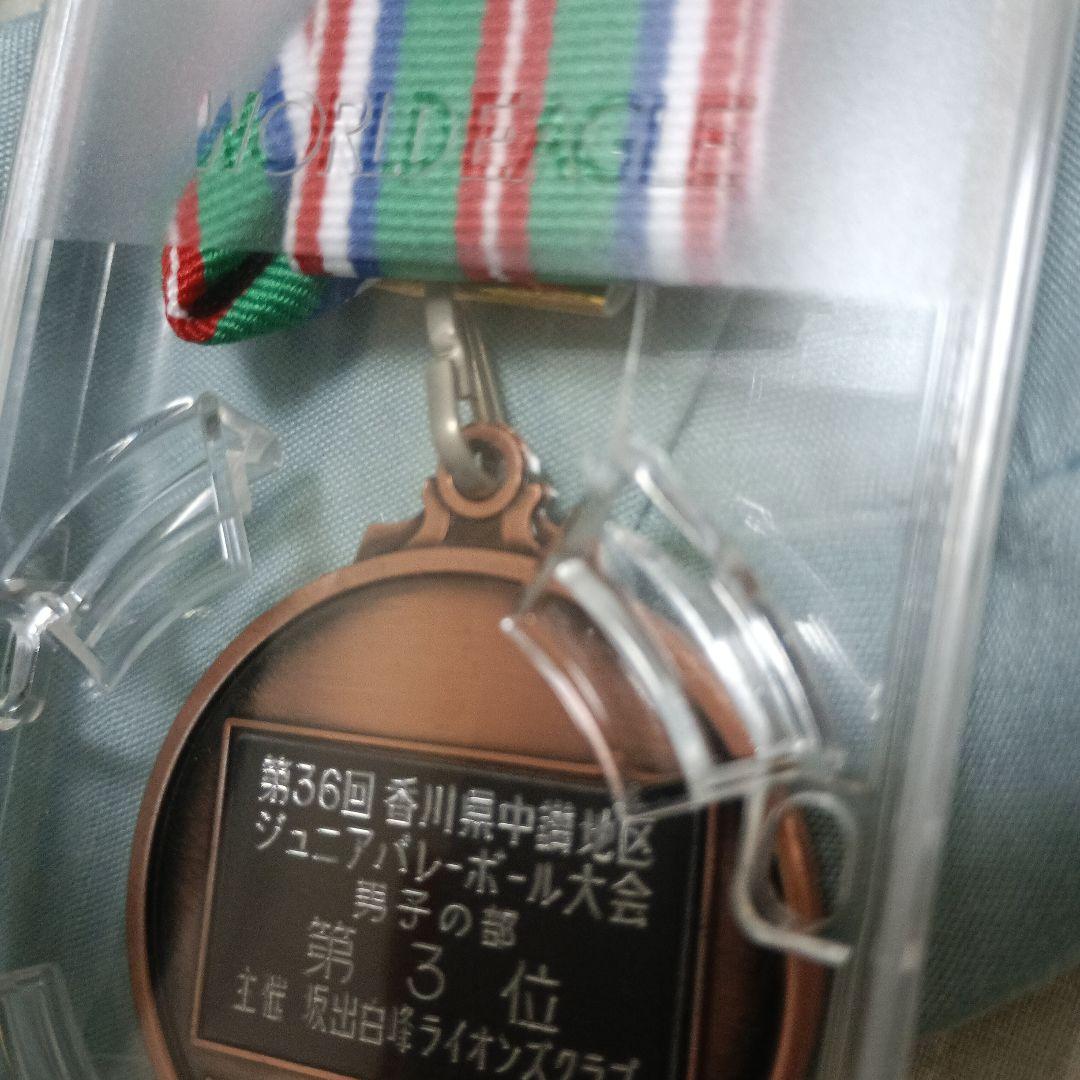 WORLD EAGLE
第36回 香川県中讃地区
ジュニアバレーボール大会
男子の部
第 3 位
主催 坂出白峰ライオンズクラブ